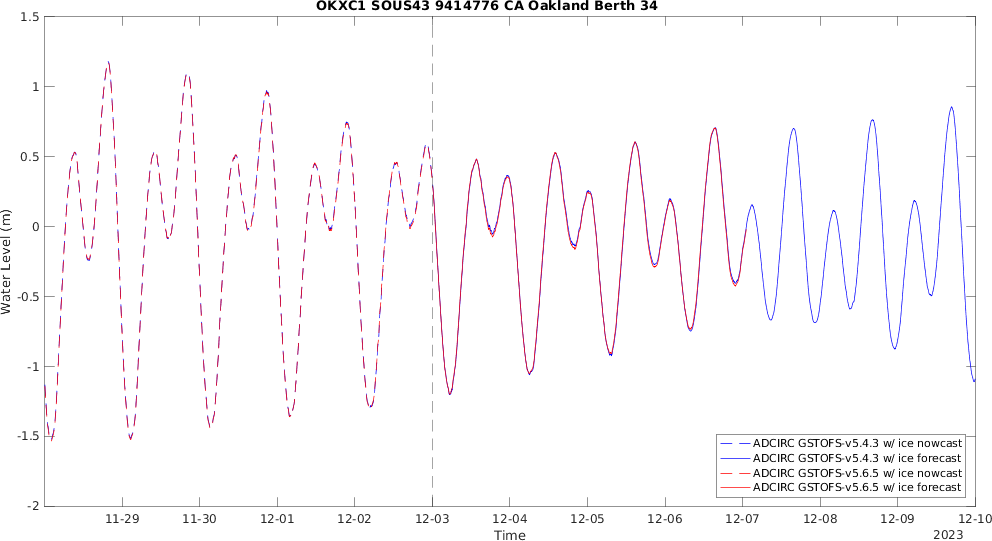 OKXC1 SOUS43 9414776 CA Oakland Berth 34
1.5
1
0.5
0
-0.5
-1
-1.5
-2
Water Level (m)
ADCIRC GSTOFS-v5.4.3 w/ ice nowcast
ADCIRC GSTOFS-v5.4.3 w/ ice forecast
ADCIRC GSTOFS-v5.6.5 w/ ice nowcast
ADCIRC GSTOFS-v5.6.5 w/ ice forecast
11-29 11-30 12-01 12-02 12-03 12-04 12-05 12-06 12-07 12-08 12-09 12-10
Time
2023